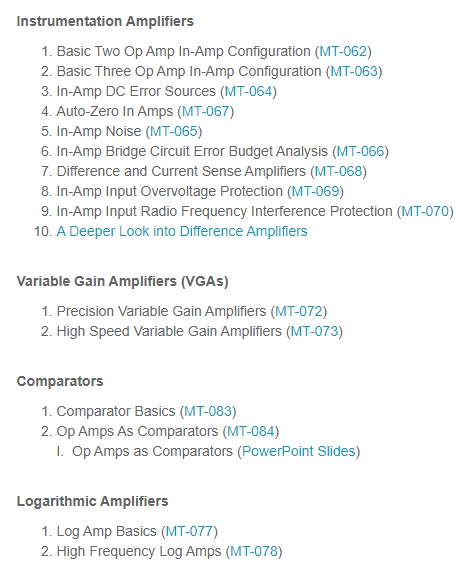 Instrumentation Amplifiers
1. Basic Two Op Amp In-Amp Configuration (MT-062)
2. Basic Three Op Amp In-Amp Configuration (MT-063)
3. In-Amp DC Error Sources (MT-064)
4. Auto-Zero In Amps (MT-067)
5. In-Amp Noise (MT-065)
6. In-Amp Bridge Circuit Error Budget Analysis (MT-066)
7. Difference and Current Sense Amplifiers (MT-068)
8. In-Amp Input Overvoltage Protection (MT-069)
9. In-Amp Input Radio Frequency Interference Protection (MT-070)
10. A Deeper Look into Difference Amplifiers
Variable Gain Amplifiers (VGAs)
1. Precision Variable Gain Amplifiers (MT-072)
2. High Speed Variable Gain Amplifiers (MT-073)
Comparators
1. Comparator Basics (MT-083)
2. Op Amps As Comparators (MT-084)
I. Op Amps as Comparators (PowerPoint Slides)
Logarithmic Amplifiers
1. Log Amp Basics (MT-077)
2. High Frequency Log Amps (MT-078)